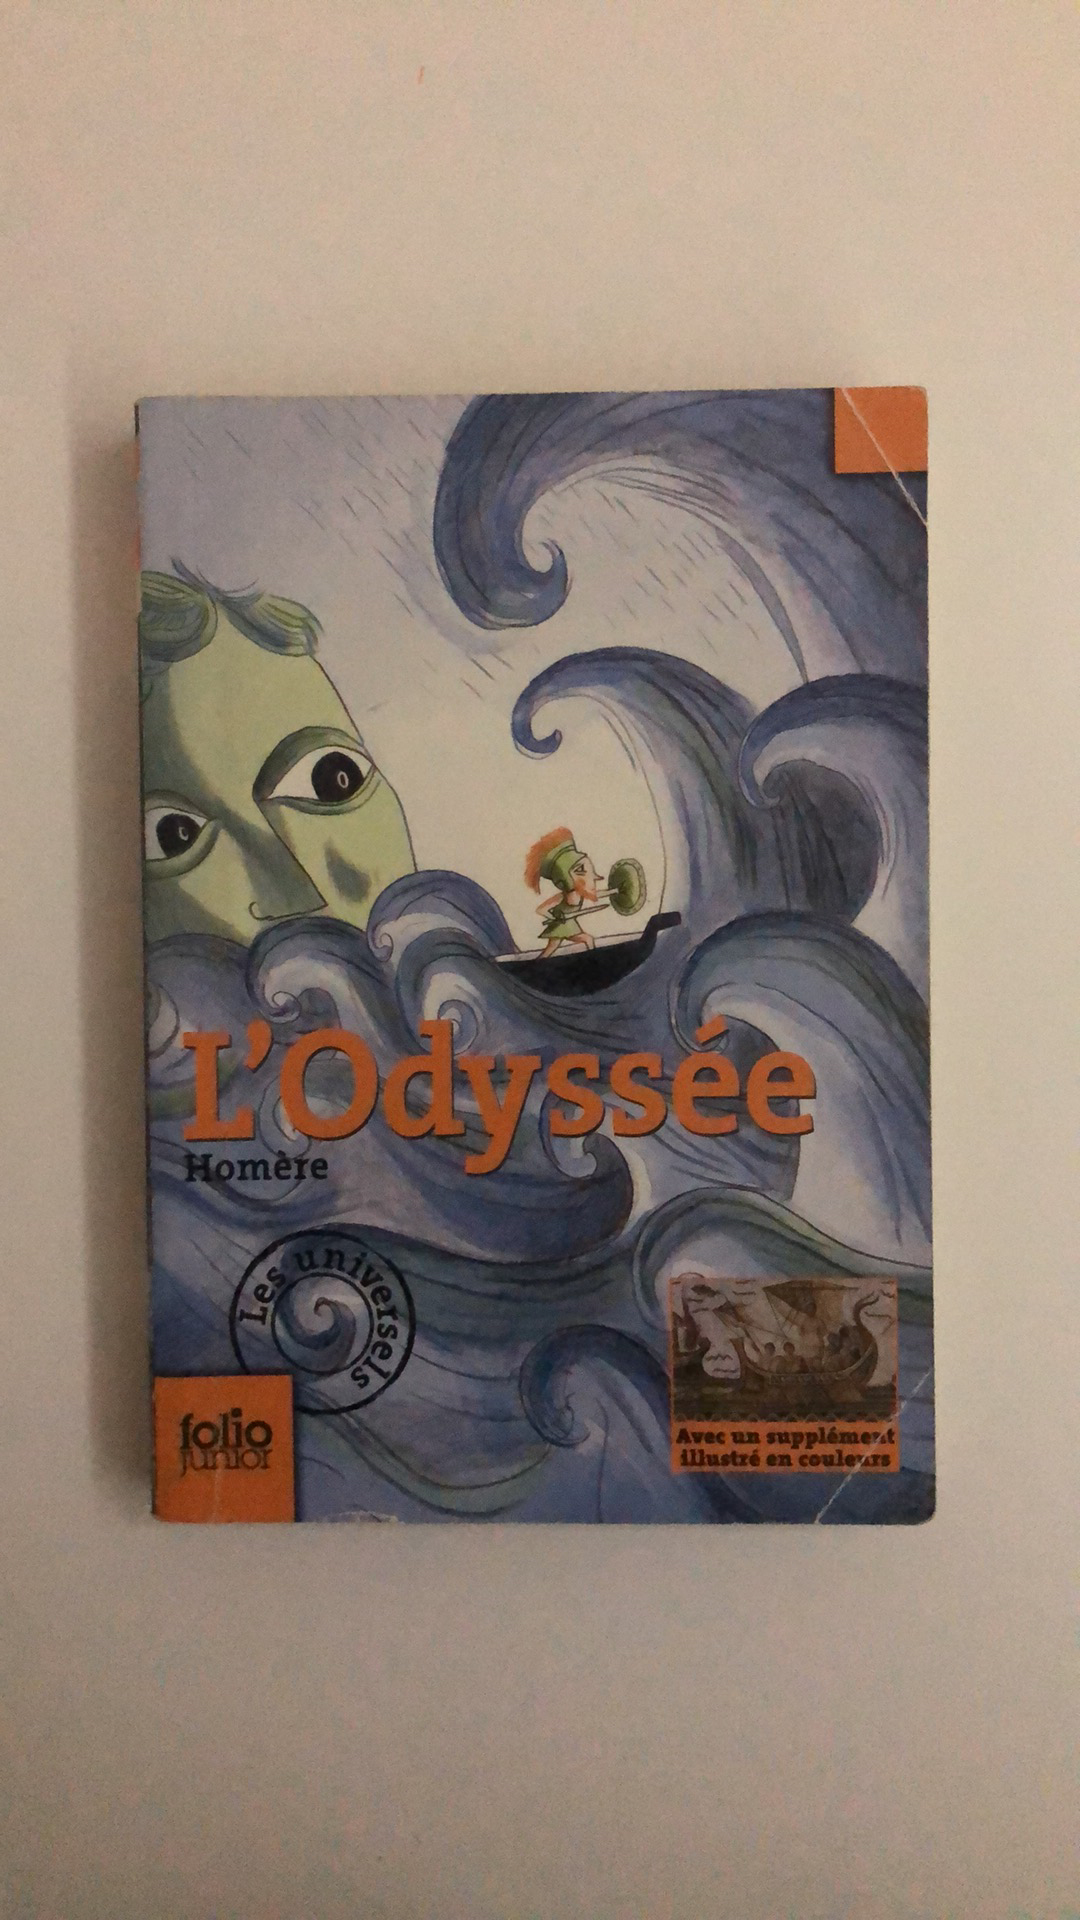 L'Odyssée
Homère
Les universels
folio
junior
Avec un supplément
illustré en couleurs